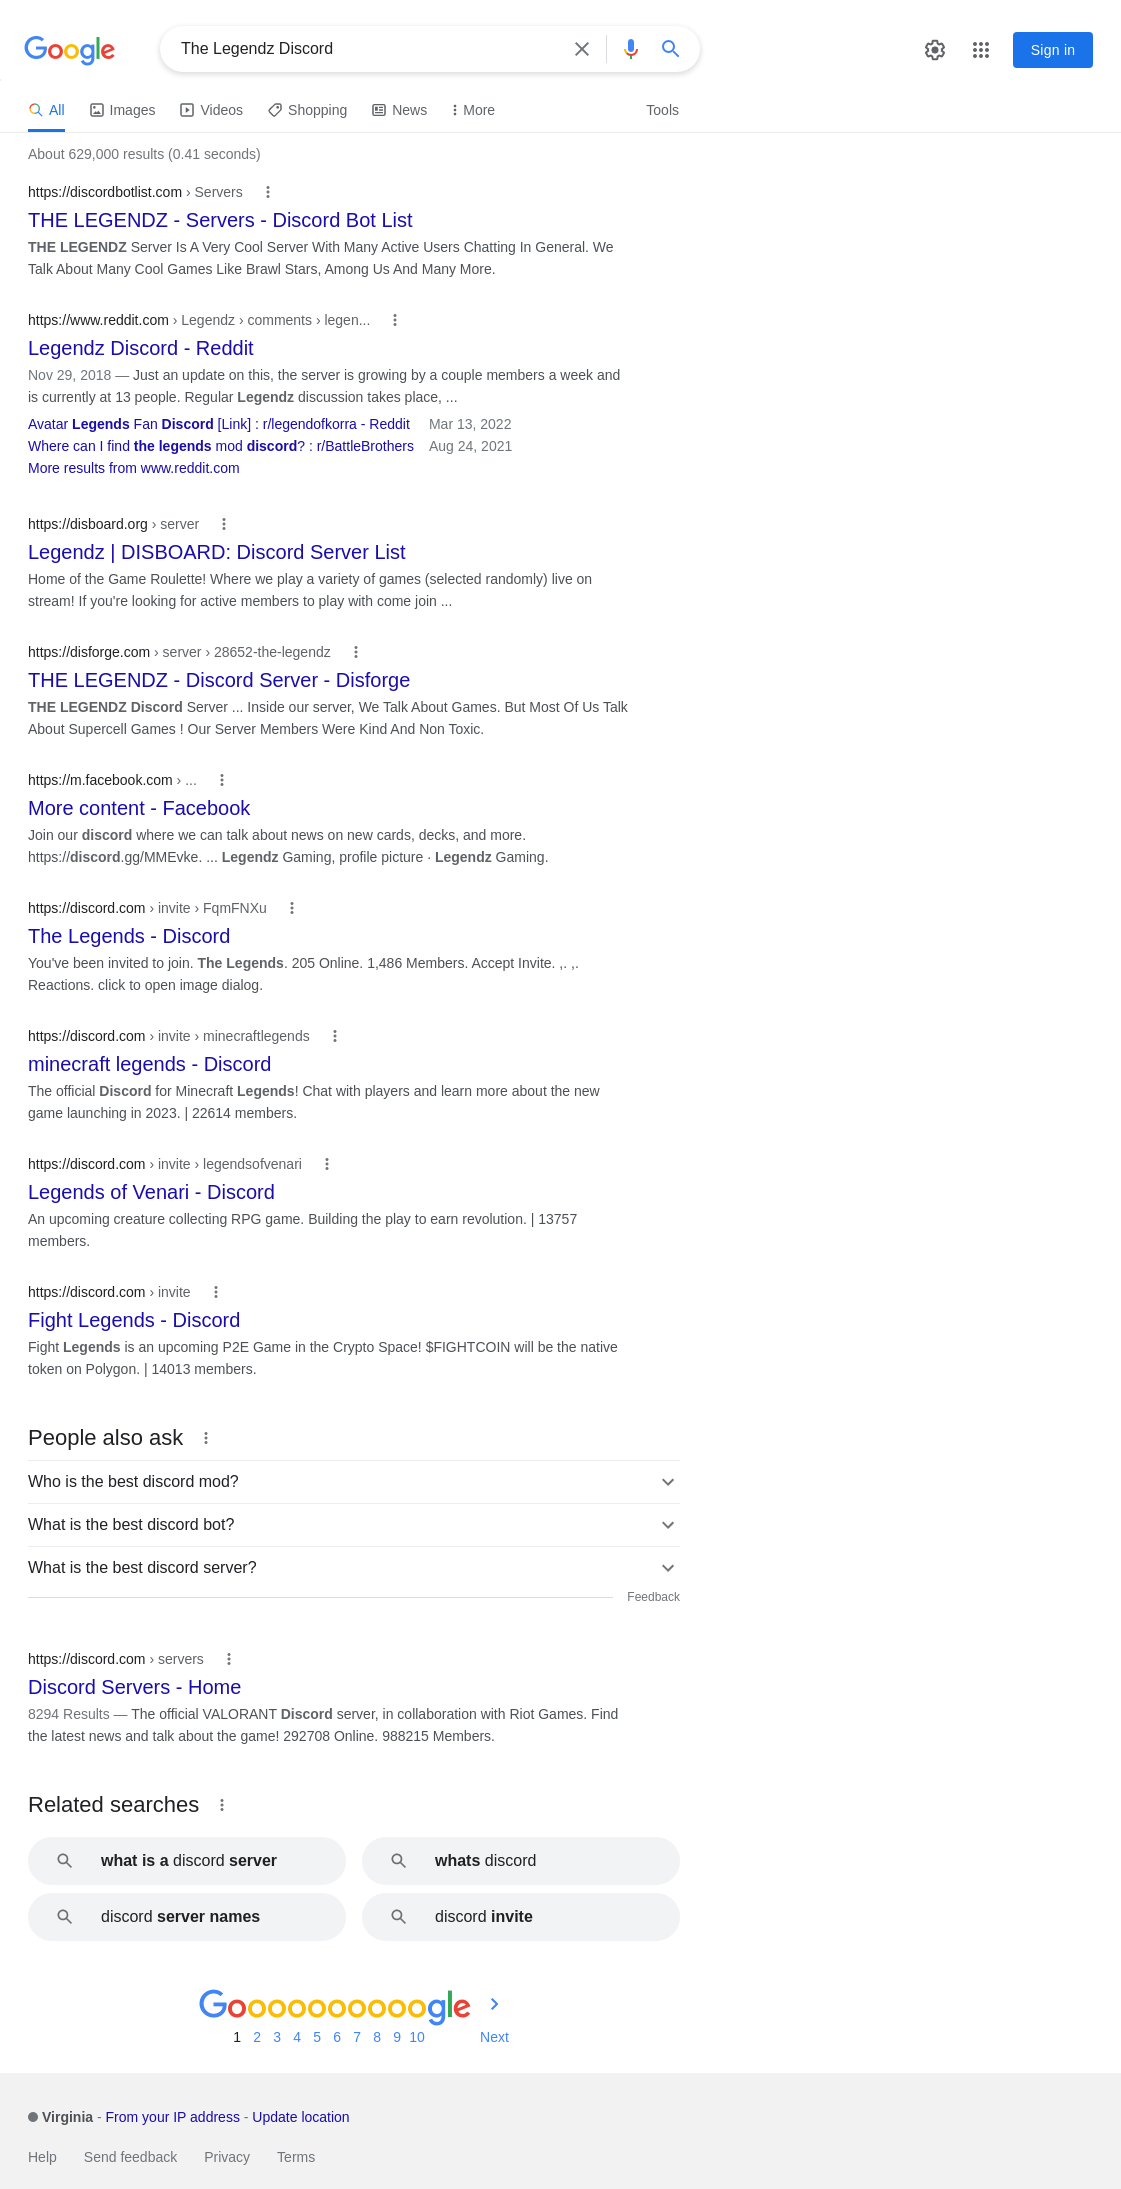 Google
The Legendz Discord
Sign in
All Images Videos Shopping News More Tools
About 629,000 results (0.41 seconds)
https://discordbotlist.com › Servers
THE LEGENDZ - Servers - Discord Bot List
THE LEGENDZ Server Is A Very Cool Server With Many Active Users Chatting In General. We
Talk About Many Cool Games Like Brawl Stars, Among Us And Many More.
https://www.reddit.com › Legendz › comments › legen...
Legendz Discord - Reddit
Nov 29, 2018 — Just an update on this, the server is growing by a couple members a week and
is currently at 13 people. Regular Legendz discussion takes place, ...
Avatar Legends Fan Discord [Link] : r/legendofkorra - Reddit Mar 13, 2022
Where can I find the legends mod discord? : r/BattleBrothers Aug 24, 2021
More results from www.reddit.com
https://disboard.org › server
Legendz | DISBOARD: Discord Server List
Home of the Game Roulette! Where we play a variety of games (selected randomly) live on
stream! If you're looking for active members to play with come join ...
https://disforge.com › server › 28652-the-legendz
THE LEGENDZ - Discord Server - Disforge
THE LEGENDZ Discord Server ... Inside our server, We Talk About Games. But Most Of Us Talk
About Supercell Games ! Our Server Members Were Kind And Non Toxic.
https://m.facebook.com › ...
More content - Facebook
Join our discord where we can talk about news on new cards, decks, and more.
https://discord.gg/MMEvke. ... Legendz Gaming, profile picture · Legendz Gaming.
https://discord.com › invite › FqmFNXu
The Legends - Discord
You've been invited to join. The Legends. 205 Online. 1,486 Members. Accept Invite. ,. ,.
Reactions. click to open image dialog.
https://discord.com › invite › minecraftlegends
minecraft legends - Discord
The official Discord for Minecraft Legends! Chat with players and learn more about the new
game launching in 2023. | 22614 members.
https://discord.com › invite › legendsofvenari
Legends of Venari - Discord
An upcoming creature collecting RPG game. Building the play to earn revolution. | 13757
members.
https://discord.com › invite
Fight Legends - Discord
Fight Legends is an upcoming P2E Game in the Crypto Space! $FIGHTCOIN will be the native
token on Polygon. | 14013 members.
People also ask
Who is the best discord mod?
What is the best discord bot?
What is the best discord server?
Feedback
https://discord.com › servers
Discord Servers - Home
8294 Results — The official VALORANT Discord server, in collaboration with Riot Games. Find
the latest news and talk about the game! 292708 Online. 988215 Members.
Related searches
what is a discord server
whats discord
discord server names
discord invite
Goooooooooogle
1 2 3 4 5 6 7 8 9 10 Next
Virginia - From your IP address - Update location
Help Send feedback Privacy Terms